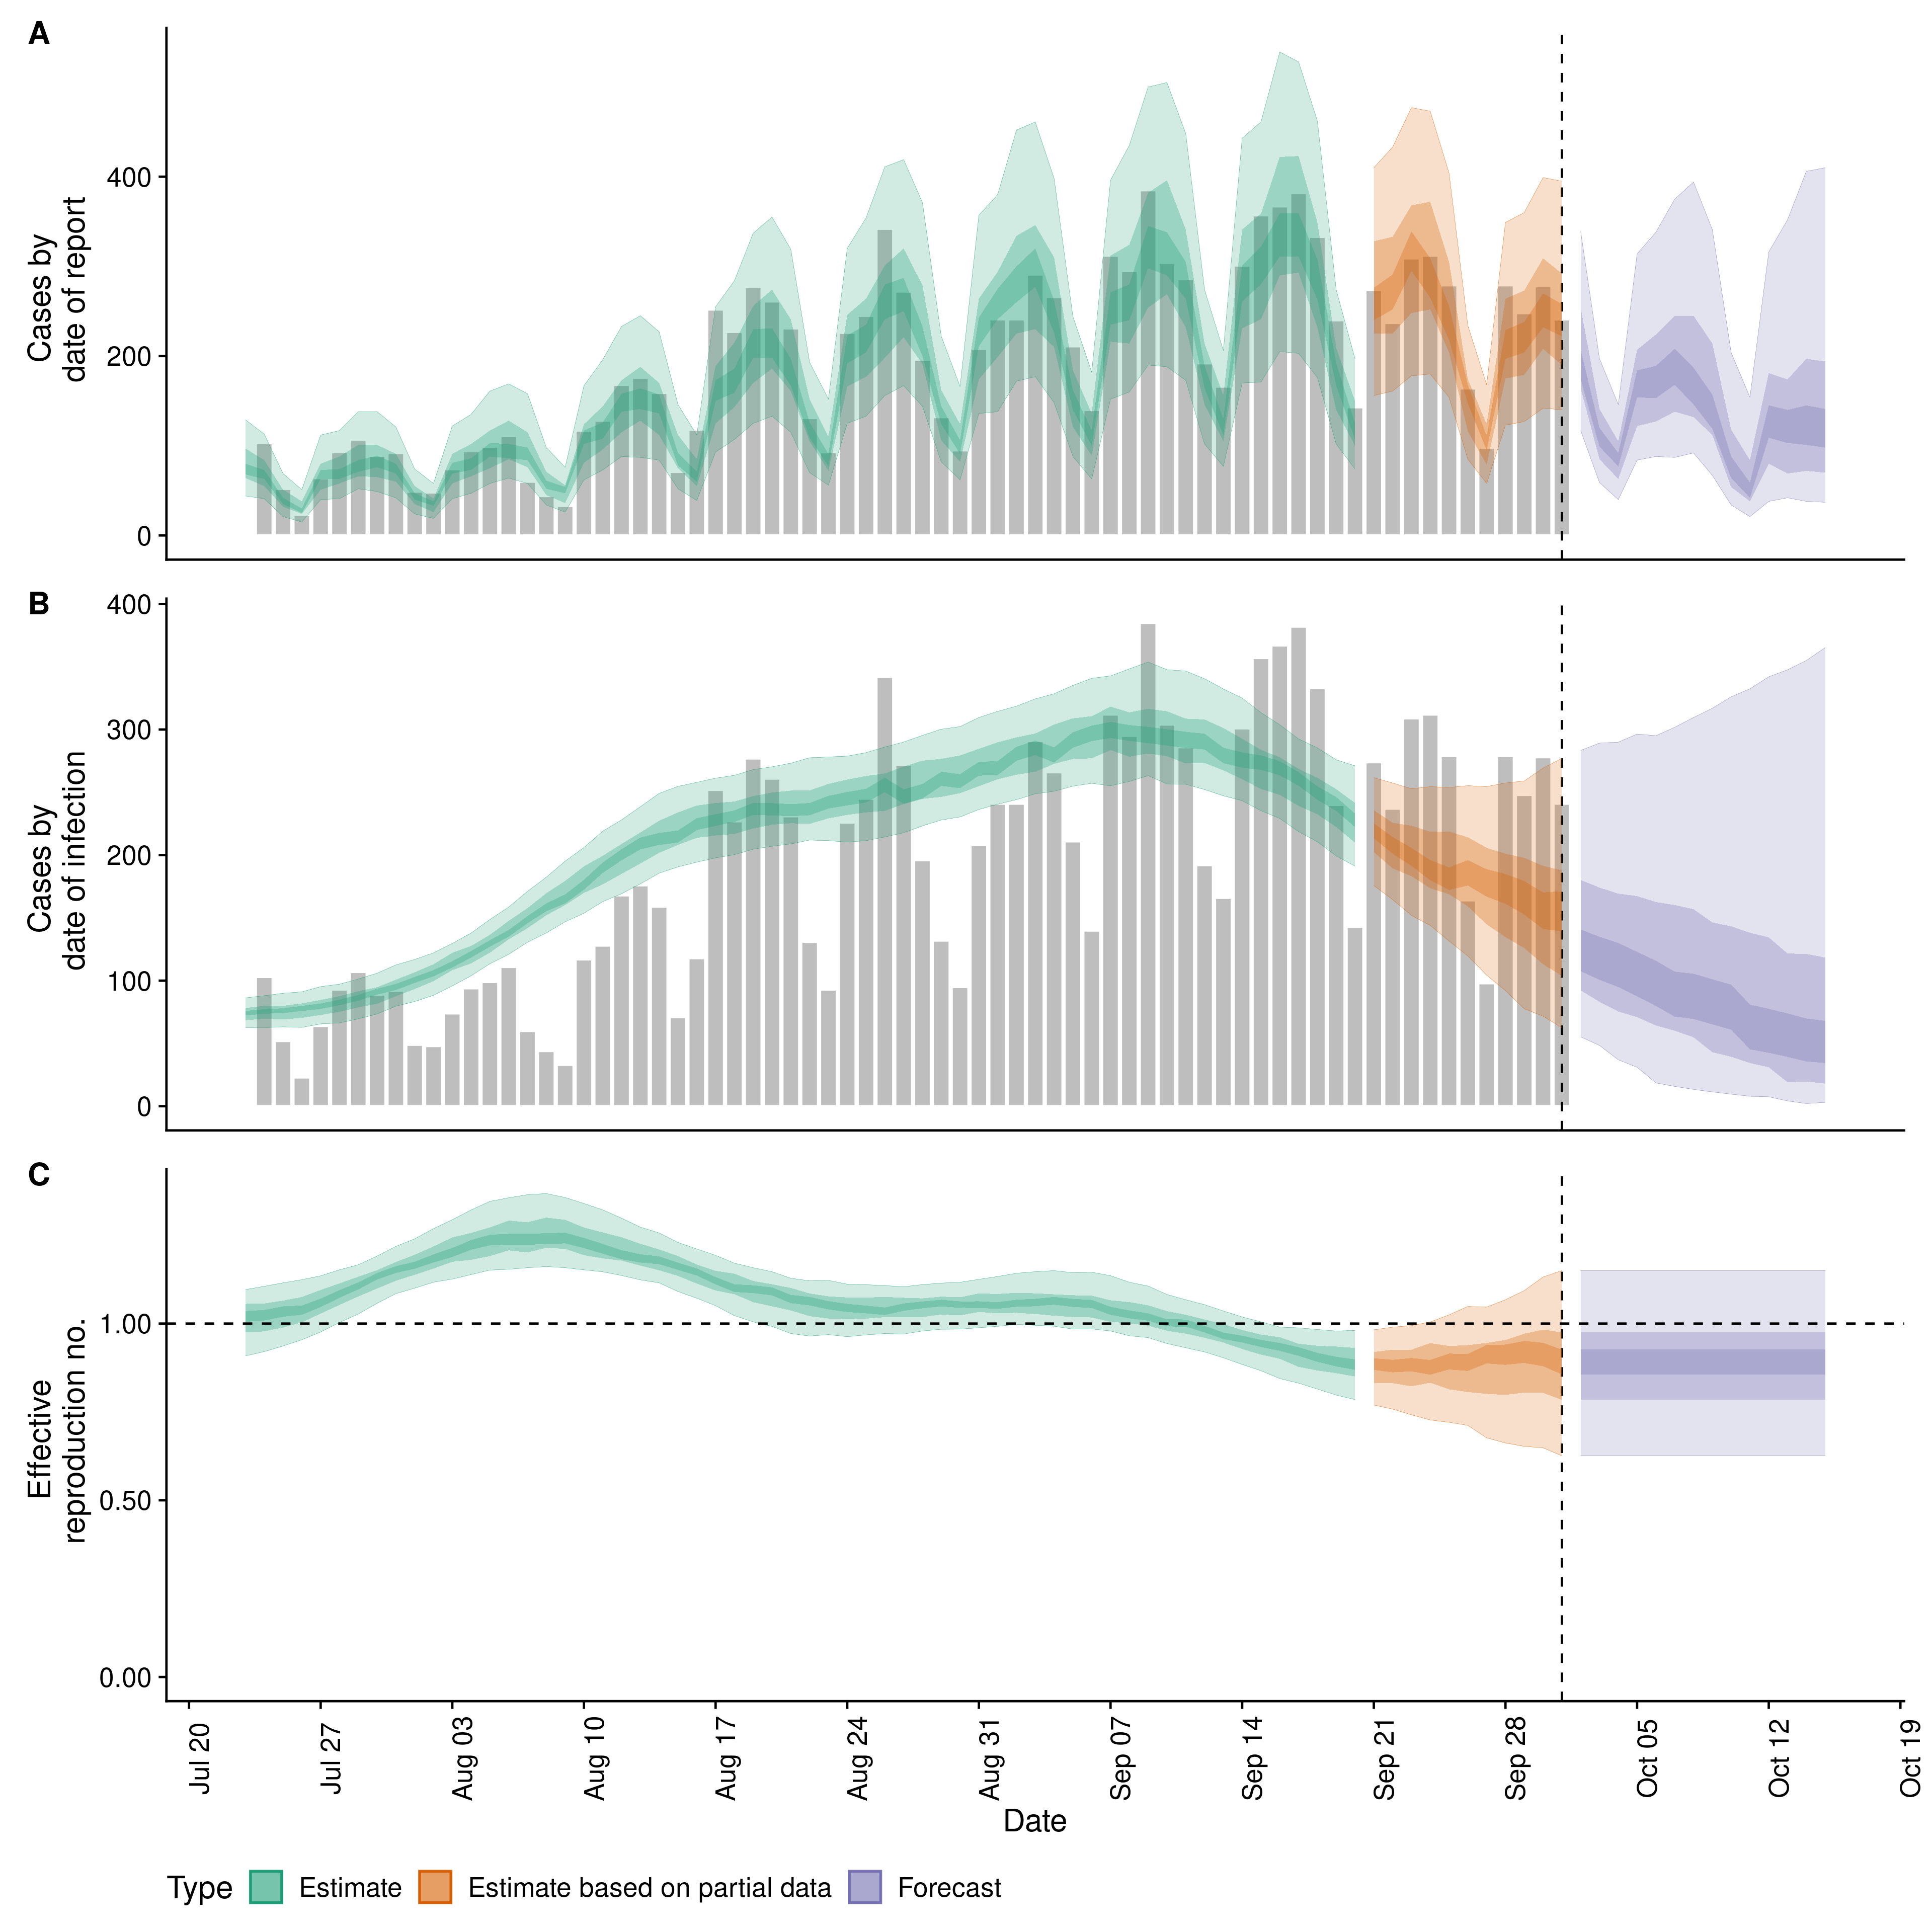 A
Cases by
date of report
400
200
0
B
Cases by
date of infection
400
300
200
100
0
C
Effective
reproduction no.
1.00
0.50
0.00
Jul 20
Jul 27
Aug 03
Aug 10
Aug 17
Aug 24
Aug 31
Sep 07
Sep 14
Sep 21
Sep 28
Oct 05
Oct 12
Oct 19
Date
Type Estimate Estimate based on partial data Forecast